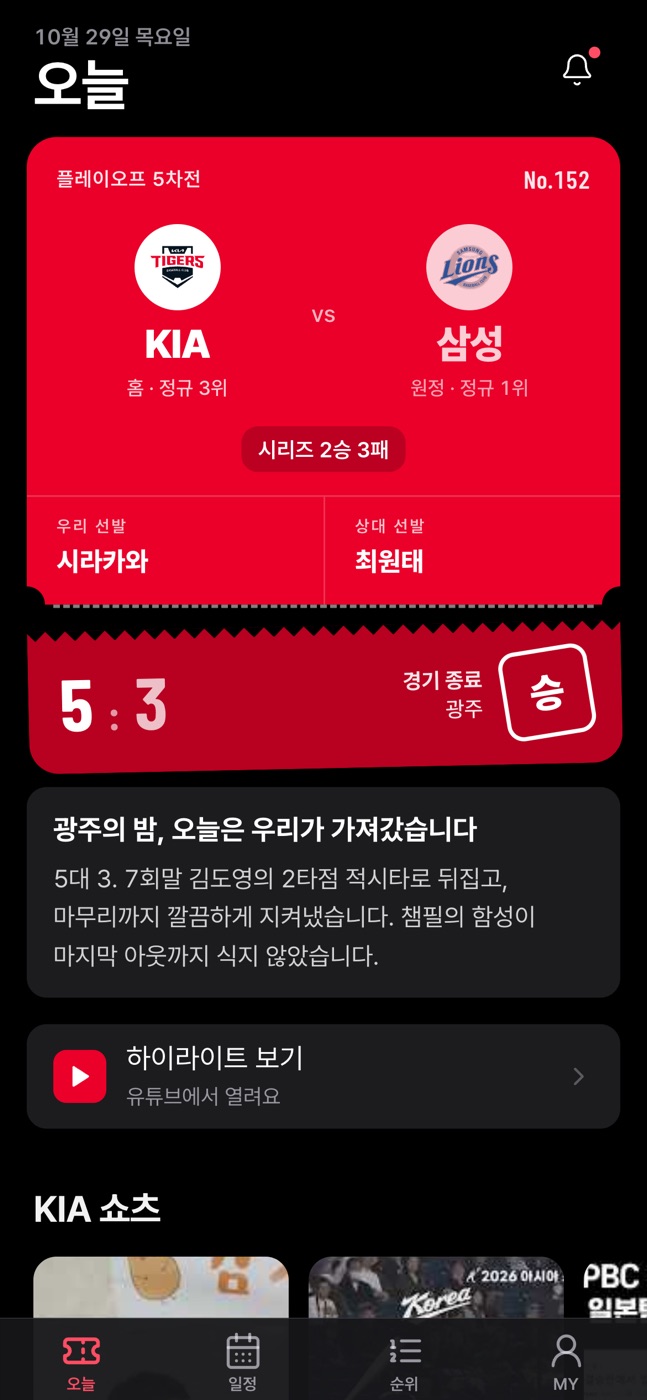 10월 29일 목요일
오늘
플레이오프 5차전
No.152
TIGERS
SAMSUNG
Lions
KIA
VS
삼성
홈 · 정규 3위
원정 · 정규 1위
시리즈 2승 3패
우리 선발
상대 선발
시라카와
최원태
5 : 3
경기 종료
광주
승
광주의 밤, 오늘은 우리가 가져갔습니다
5대 3. 7회말 김도영의 2타점 적시타로 뒤집고,
마무리까지 깔끔하게 지켜냈습니다. 챔필의 함성이
마지막 아웃까지 식지 않았습니다.
하이라이트 보기
유튜브에서 열려요
KIA 쇼츠
2026 아시아
Korea
PBC
일본
오늘
일정
순위
MY